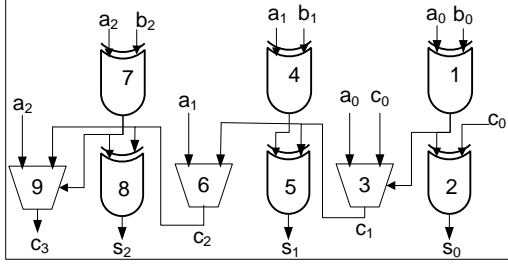 a2 b2 a1 b1 a0 b0
7 4 1
a2 a1 a0 c0 c0
9 8 6 5 3 2
c3 s2 c2 s1 c1 s0